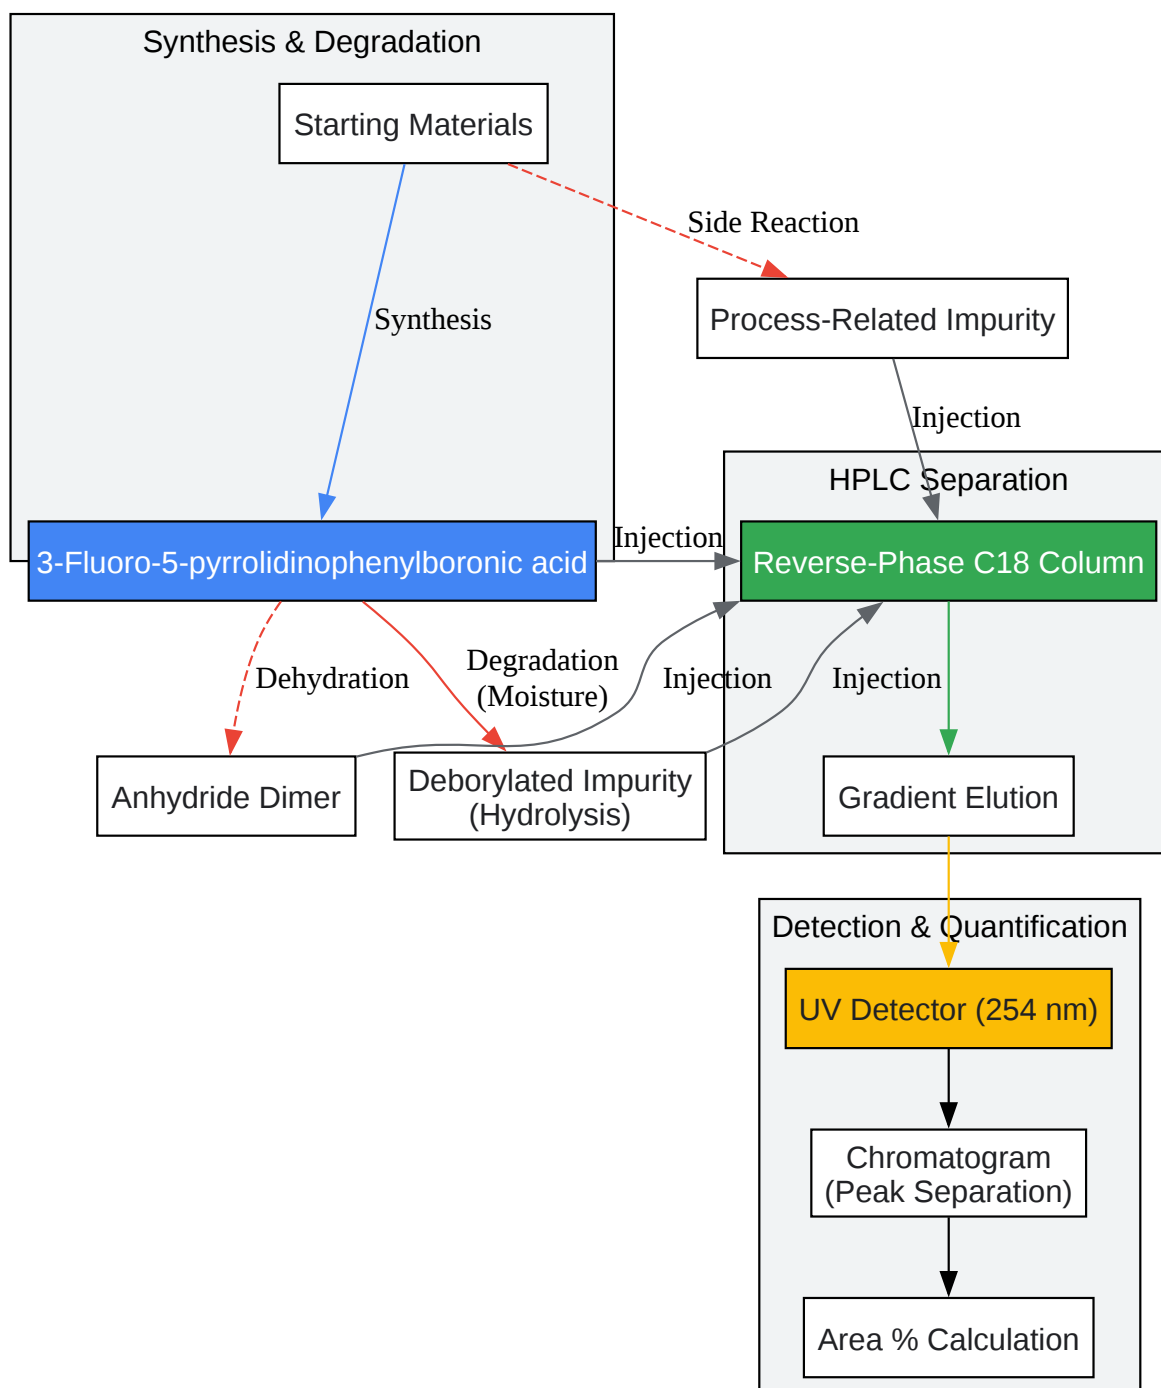 Synthesis & Degradation
Starting Materials
Side Reaction
Process-Related Impurity
Synthesis
Injection
HPLC Separation
3-Fluoro-5-pyrrolidinophenylboronic acid
Injection
Reverse-Phase C18 Column
Dehydration
Degradation
(Moisture)
Injection
Injection
Anhydride Dimer
Deborylated Impurity
(Hydrolysis)
Gradient Elution
Detection & Quantification
UV Detector (254 nm)
Chromatogram
(Peak Separation)
Area % Calculation